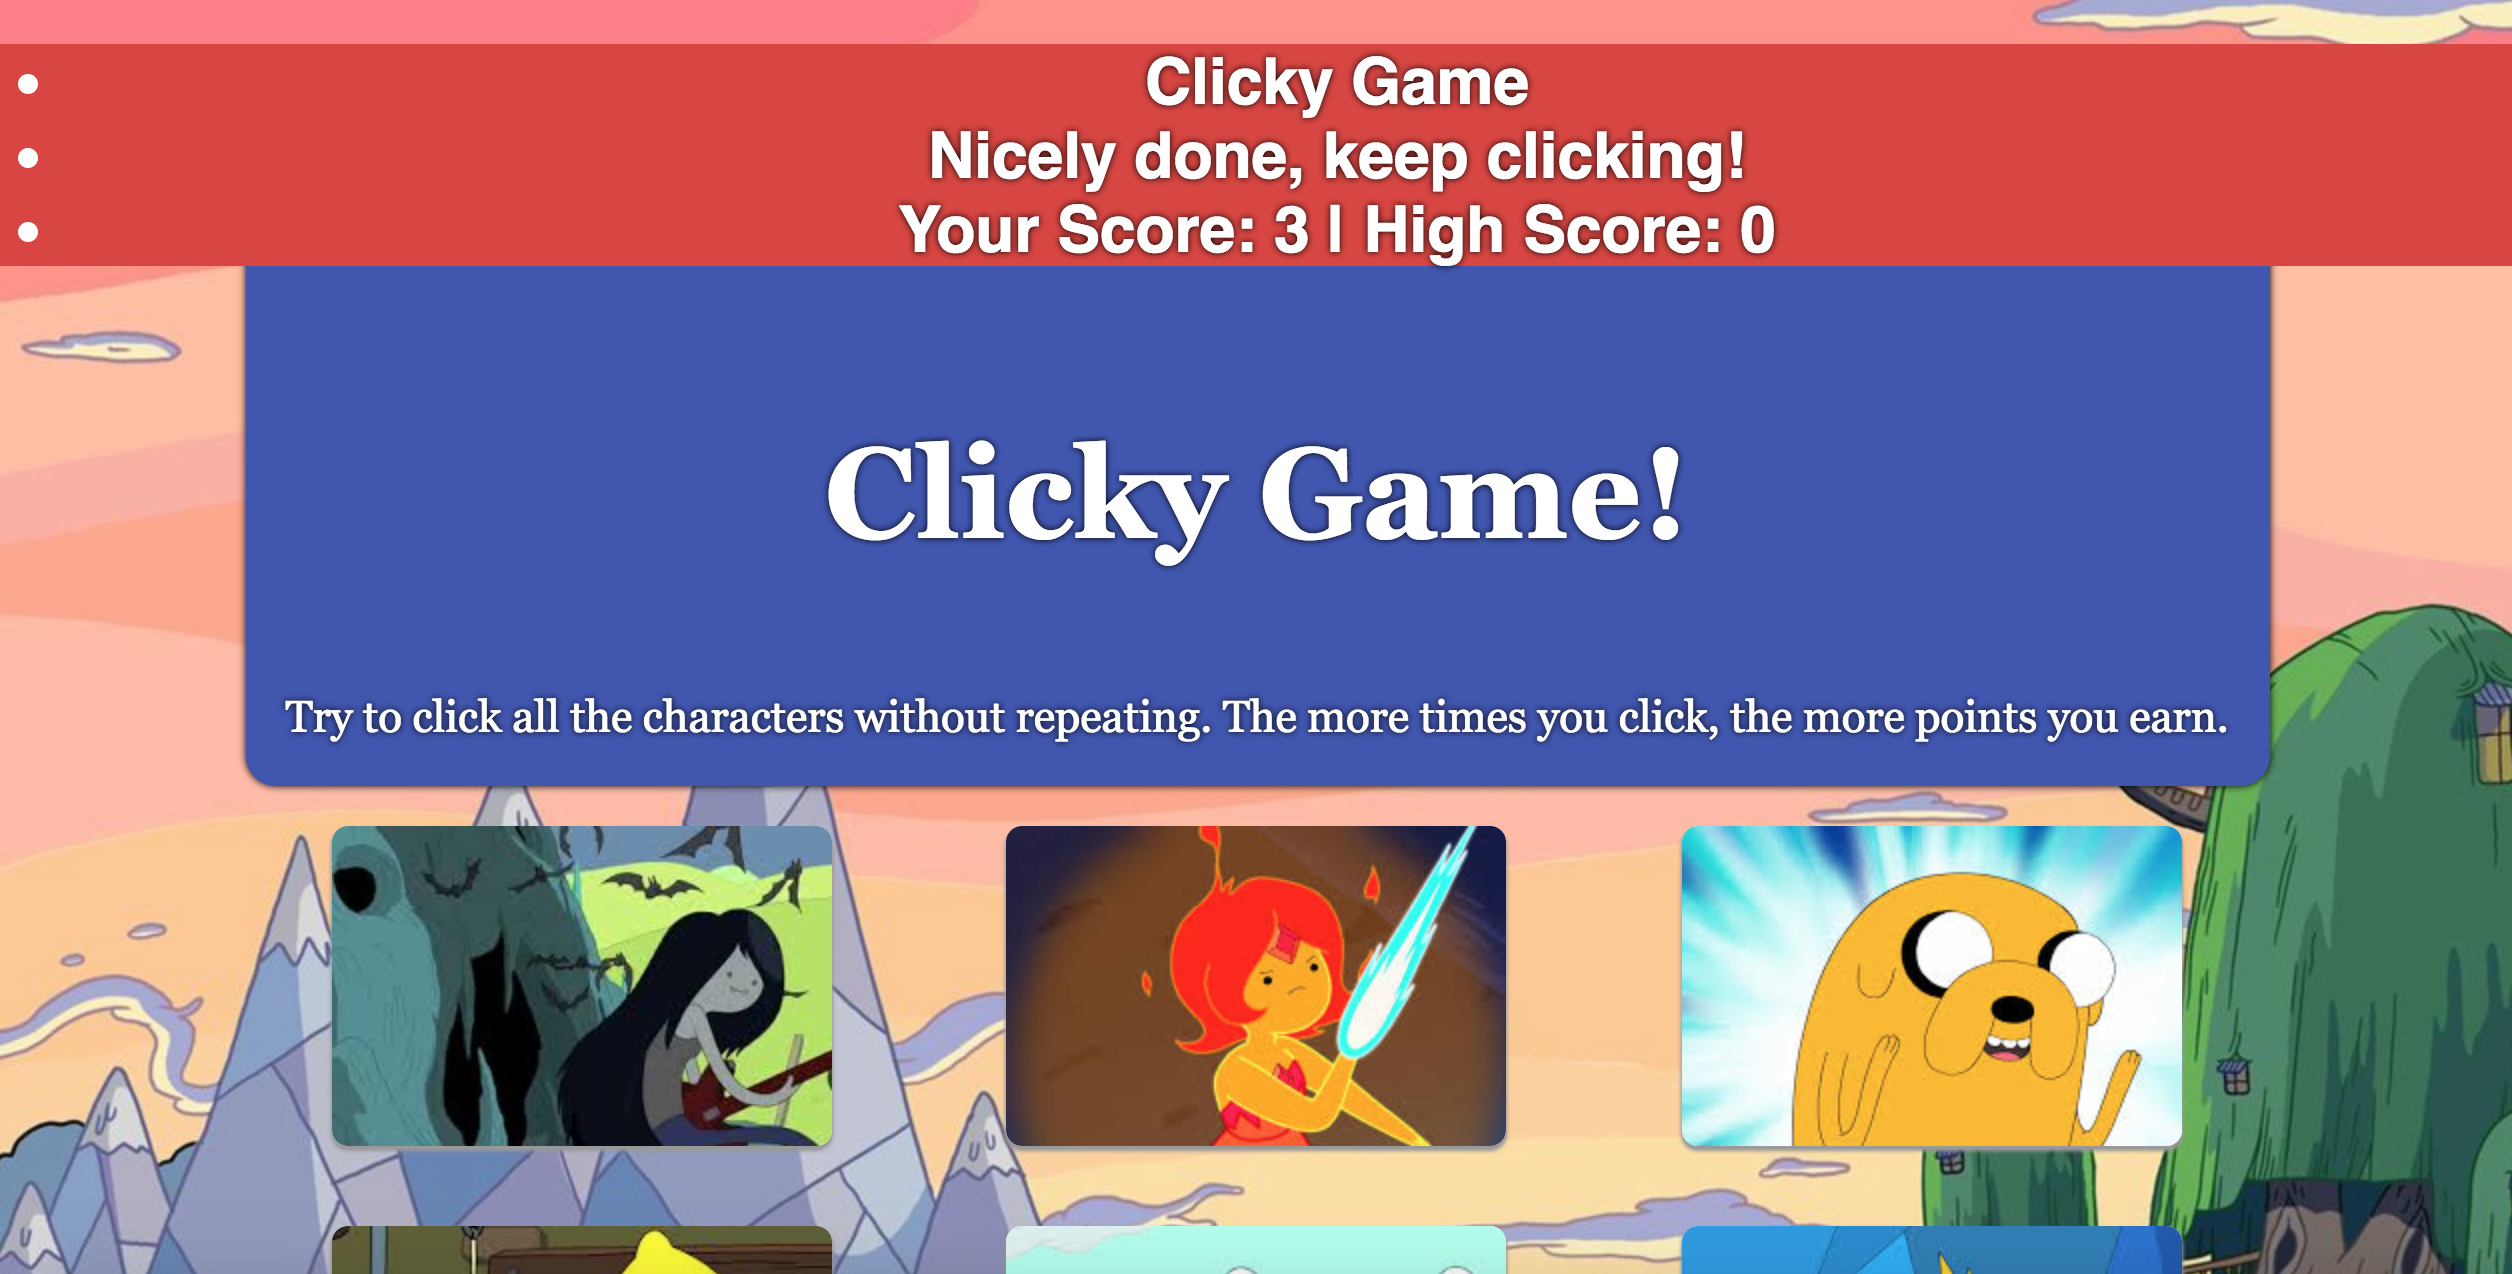 Clicky Game
Nicely done, keep clicking!
Your Score: 3 | High Score: 0
Clicky Game!
Try to click all the characters without repeating. The more times you click, the more points you earn.